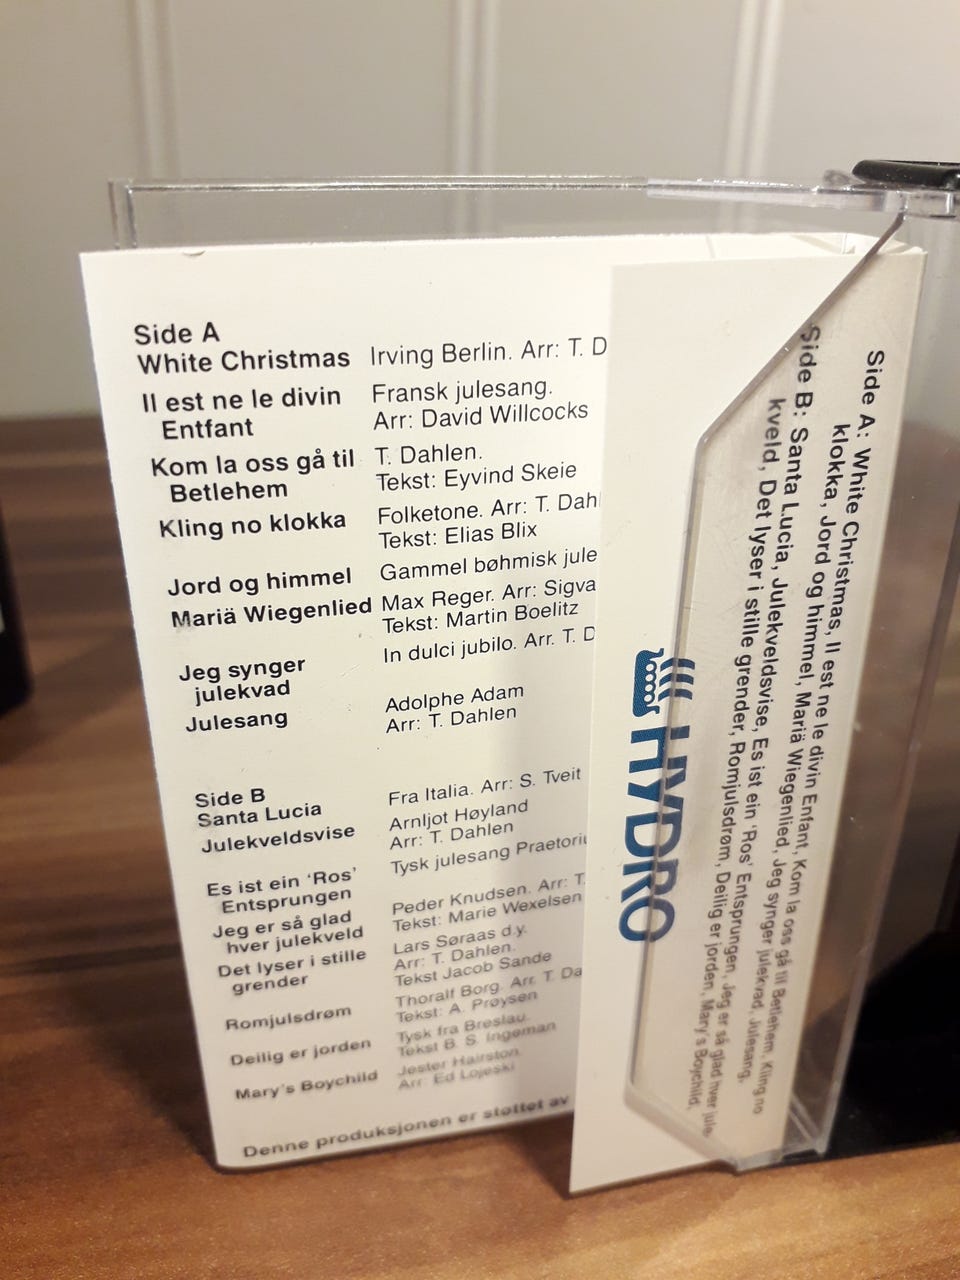 Side A
White Christmas Irving Berlin. Arr: T. D
Il est ne le divin Fransk julesang.
Entfant Arr: David Willcocks
Kom la oss gå til T. Dahlen.
Betlehem Tekst: Eyvind Skeie
Kling no klokka Folketone. Arr: T. Dahl
Tekst: Elias Blix
Jord og himmel Gammel bøhmisk jule
Mariä Wiegenlied Max Reger. Arr: Sigva
Tekst: Martin Boelitz
Jeg synger In dulci jubilo. Arr. T. D
julekvad
Julesang Adolphe Adam
Arr: T. Dahlen
Side B
Santa Lucia Fra Italia. Arr: S. Tveit
Julekveldsvise Arnljot Høyland
Arr: T. Dahlen
Es ist ein 'Ros' Tysk julesang Praetoriu
Entsprungen
Jeg er så glad Peder Knudsen. Arr: T.
hver julekveld Tekst: Marie Wexelsen
Det lyser i stille Lars Søraas d.y.
grender Arr: T. Dahlen.
Tekst Jacob Sande
Romjulsdrøm Thoralf Borg. Arr. T. Da
Tekst: A. Prøysen
Deilig er jorden Tysk fra Breslau.
Tekst B. S. Ingeman
Mary's Boychild Jester Hairston.
Arr: Ed Lojeski
Denne produksjonen er støttet av
HYDRO
Side A: White Christmas, Il est ne le divin Enfant, Kom la oss gå til Betlehem, Kling no
klokka, Jord og himmel, Mariä Wiegenlied, Jeg synger julekvad, Julesang.
Side B: Santa Lucia, Julekveldsvise, Es ist ein 'Ros' Entsprungen, Jeg er så glad hver jule-
kveld, Det lyser i stille grender, Romjulsdrøm, Deilig er jorden, Mary's Boychild.